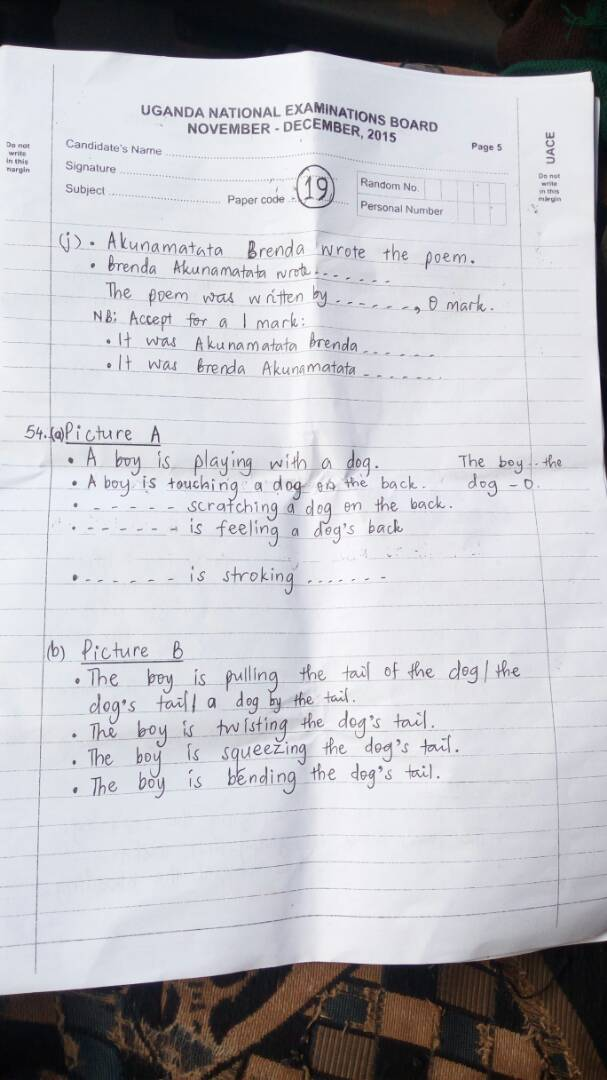 UGANDA NATIONAL EXAMINATIONS BOARD
NOVEMBER - DECEMBER, 2015
Page 5
UACE
Do not
write
in this
margin
Candidate's Name
Signature
Subject
Paper code
19
Random No.
Personal Number
Do not
write
in this
margin
(j) • Akunamatata Brenda wrote the poem.
• Brenda Akunamatata wrote.......
The poem was written by ------, 0 mark.
NB: Accept for a 1 mark:
• It was Akunamatata Brenda ......
• It was Brenda Akunamatata .......
54. (a) Picture A
• A boy is playing with a dog.
The boy .. the
• A boy is touching a dog on the back.
dog - 0.
• ------ scratching a dog on the back.
• ------ is feeling a dog's back
• ------ is stroking .......
(b) Picture B
• The boy is pulling the tail of the dog/ the
dog's tail/ a dog by the tail.
• The boy is twisting the dog's tail.
• The boy is squeezing the dog's tail.
• The boy is bending the dog's tail.